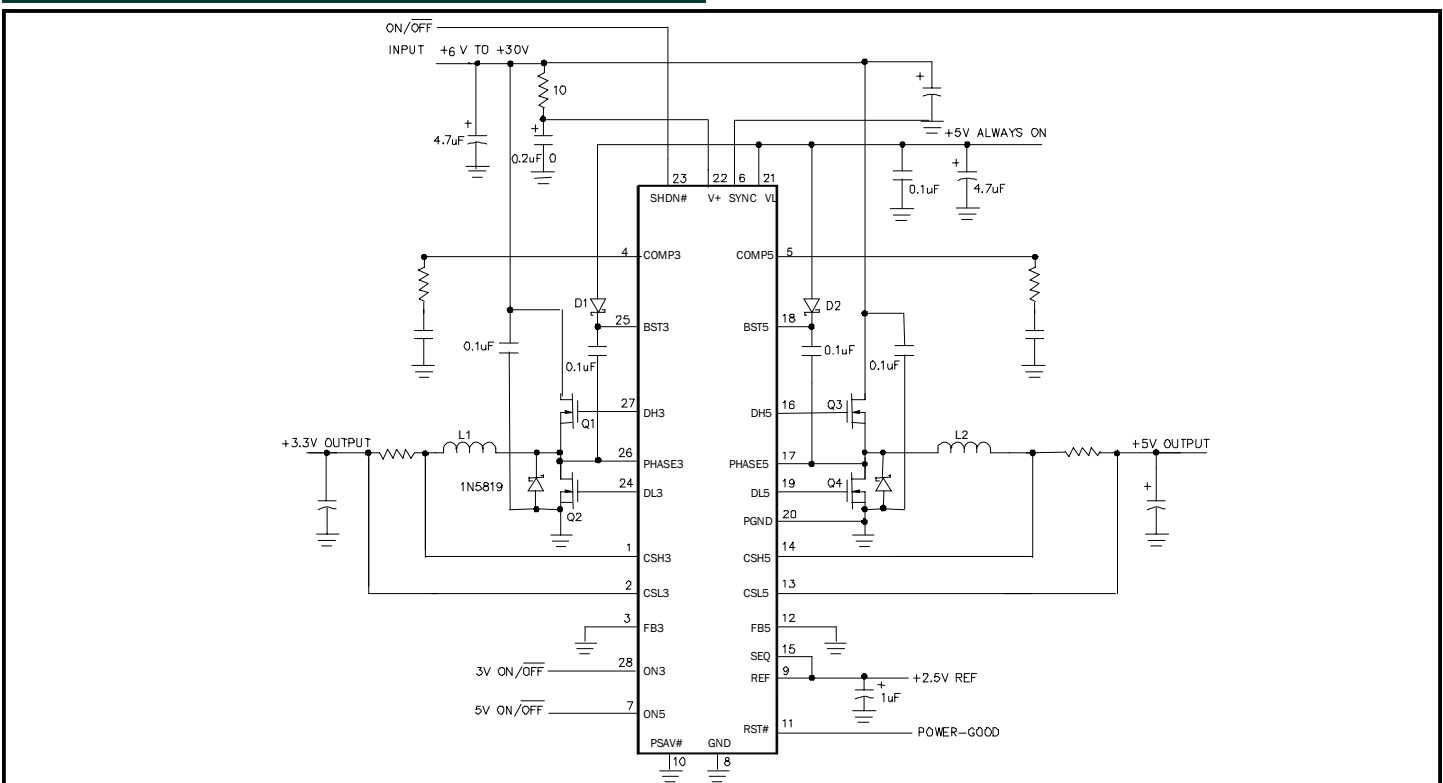 ON/OFF
INPUT +6 V TO +30V
10
+
4.7uF
+
0.2uF 0
+
+5V ALWAYS ON
0.1uF
+
4.7uF
23
22
6
21
SHDN#
V+
SYNC
VL
4
COMP3
COMP5
5
D1
D2
25
BST3
BST5
18
0.1uF
0.1uF
0.1uF
0.1uF
27
DH3
DH5
16
Q1
Q3
+3.3V OUTPUT
L1
L2
+5V OUTPUT
26
PHASE3
PHASE5
17
1N5819
24
DL3
DL5
19
Q2
Q4
+
PGND
20
1
CSH3
CSH5
14
2
CSL3
CSL5
13
3
FB3
FB5
12
SEQ
15
3V ON/OFF
28
ON3
REF
9
+2.5V REF
+
1uF
5V ON/OFF
7
ON5
RST#
11
POWER-GOOD
PSAV#
GND
10
8